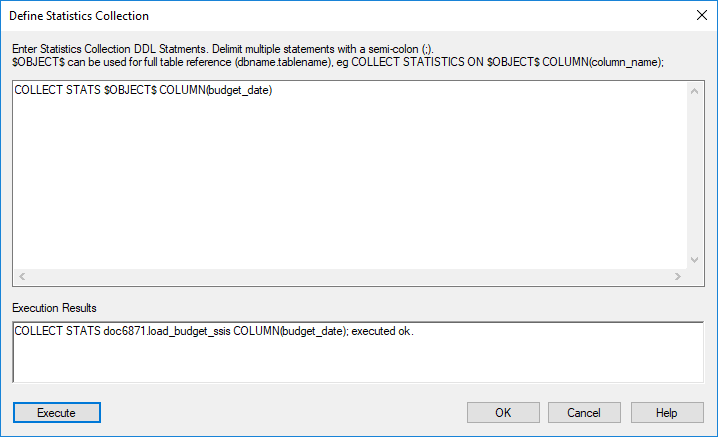 Define Statistics Collection
Enter Statistics Collection DDL Statments. Delimit multiple statements with a semi-colon (;).
$OBJECT$ can be used for full table reference (dbname.tablename), eg COLLECT STATISTICS ON $OBJECT$ COLUMN(column_name);
COLLECT STATS $OBJECT$ COLUMN(budget_date)
Execution Results
COLLECT STATS doc6871.load_budget_ssis COLUMN(budget_date); executed ok.
Execute
OK
Cancel
Help